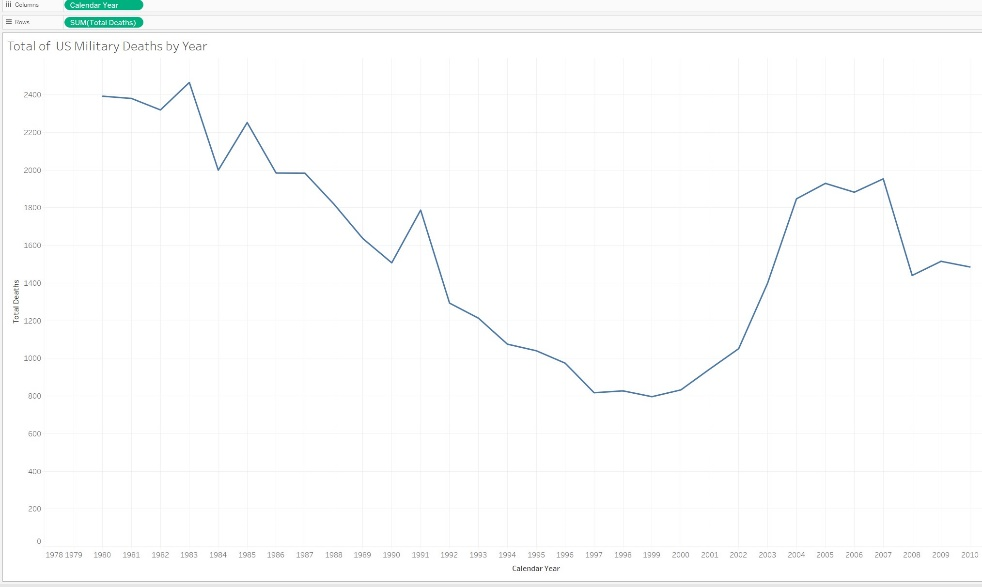 Columns Calendar Year
Rows SUM(Total Deaths)
Total of US Military Deaths by Year
2400
2200
2000
1800
1600
1400
1200
1000
800
600
400
200
0
Total Deaths
1978 1979 1980 1981 1982 1983 1984 1985 1986 1987 1988 1989 1990 1991 1992 1993 1994 1995 1996 1997 1998 1999 2000 2001 2002 2003 2004 2005 2006 2007 2008 2009 2010
Calendar Year